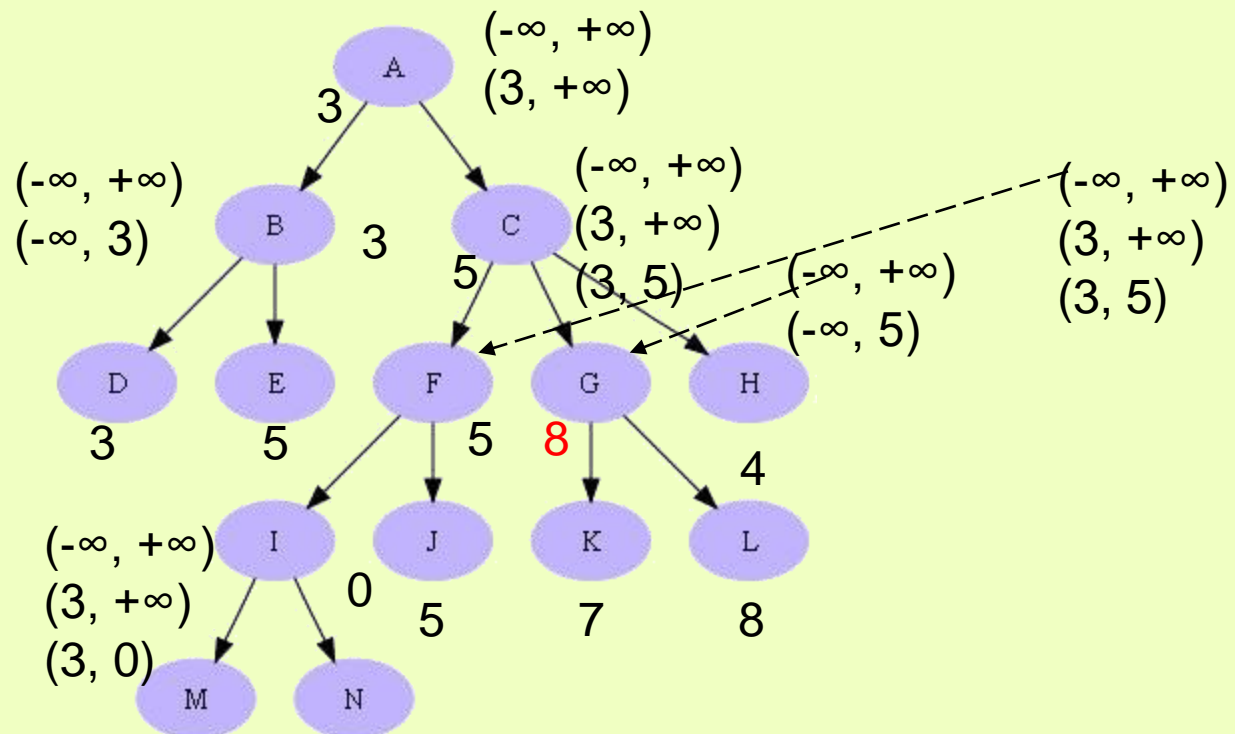 A
(-∞, +∞)
(3, +∞)
3
(-∞, +∞)
(-∞, 3)
B
3
C
(-∞, +∞)
(3, +∞)
(3, 5)
5
(-∞, +∞)
(-∞, 5)
(-∞, +∞)
(3, +∞)
(3, 5)
D
E
F
G
H
3
5
5
8
4
(-∞, +∞)
(3, +∞)
(3, 0)
I
J
K
L
0
5
7
8
M
N